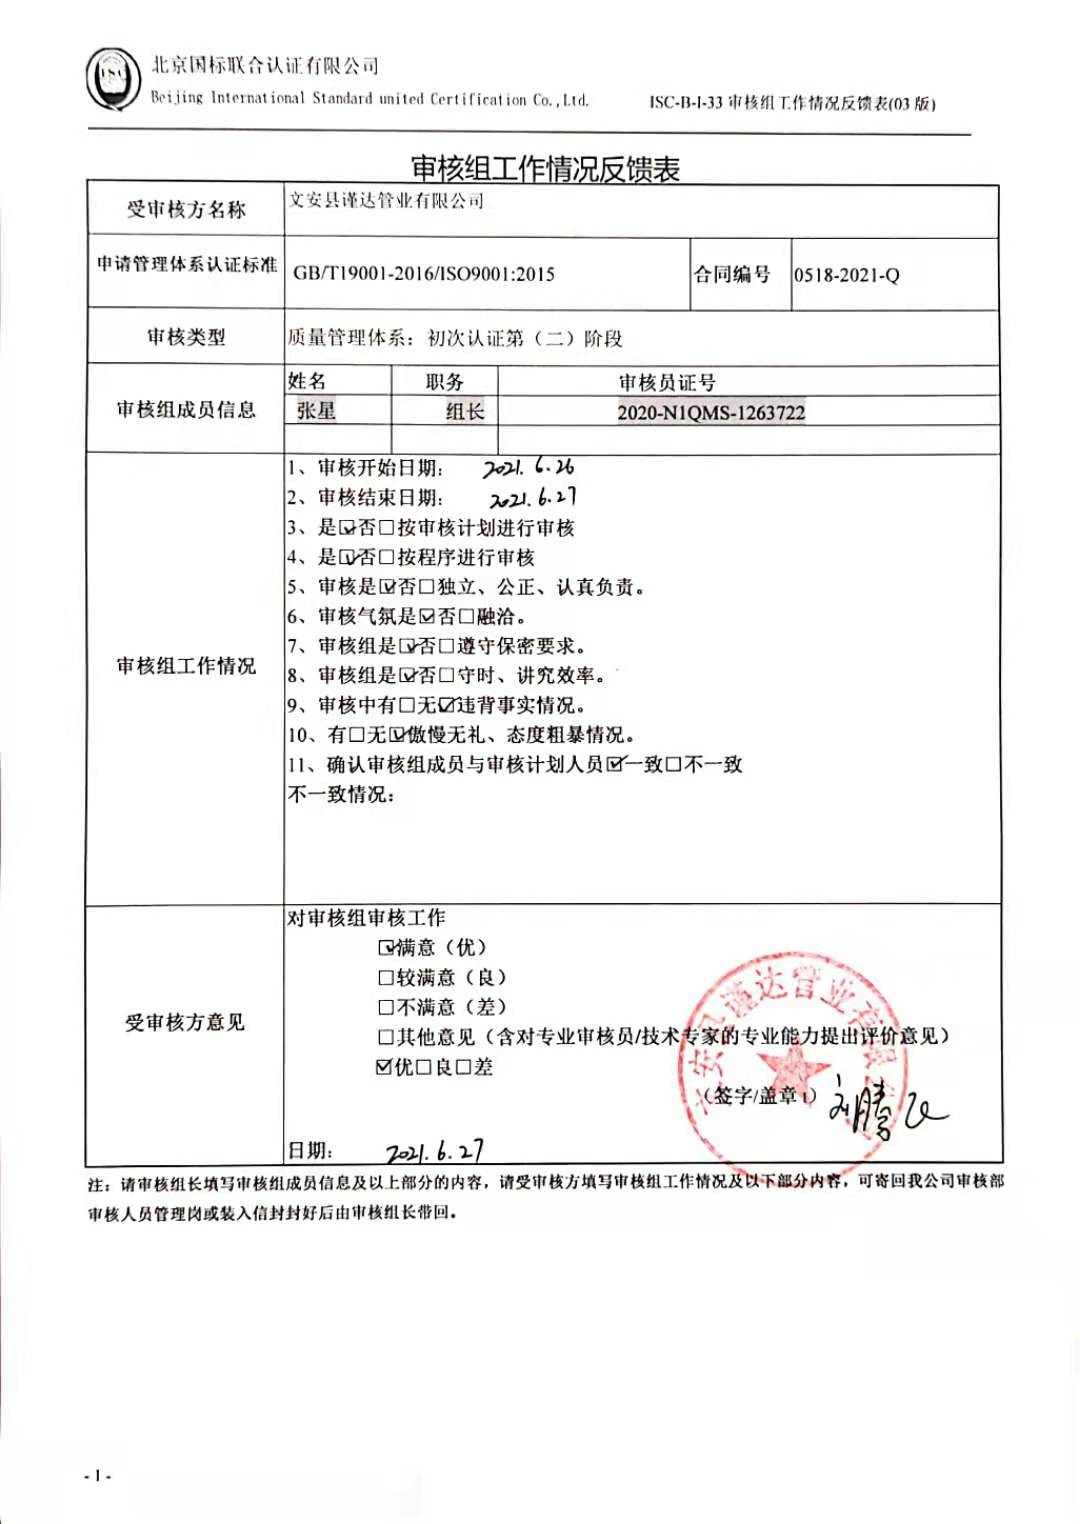 北京国标联合认证有限公司
Beijing International Standard united Certification Co.,Ltd.
ISC-B-I-33 审核组工作情况反馈表(03 版)
审核组工作情况反馈表
受审核方名称 文安县谨达管业有限公司
申请管理体系认证标准 GB/T19001-2016/ISO9001:2015 合同编号 0518-2021-Q
审核类型 质量管理体系：初次认证第（二）阶段
审核组成员信息 姓名 职务 审核员证号
张星 组长 2020-N1QMS-1263722
审核组工作情况
1、审核开始日期： 2021.6.26
2、审核结束日期： 2021.6.27
3、是☑否□按审核计划进行审核
4、是☑否□按程序进行审核
5、审核是☑否□独立、公正、认真负责。
6、审核气氛是☑否□融洽。
7、审核组是☑否□遵守保密要求。
8、审核组是☑否□守时、讲究效率。
9、审核中有□无☑违背事实情况。
10、有□无☑傲慢无礼、态度粗暴情况。
11、确认审核组成员与审核计划人员☑一致□不一致
不一致情况：
受审核方意见
对审核组审核工作
☑满意（优）
□较满意（良）
□不满意（差）
□其他意见（含对专业审核员/技术专家的专业能力提出评价意见）
☑优□良□差
（签字/盖章）
日期： 2021.6.27
注：请审核组长填写审核组成员信息及以上部分的内容，请受审核方填写审核组工作情况及以下部分内容，可寄回我公司审核部
审核人员管理岗或装入信封封好后由审核组长带回。
- 1 -